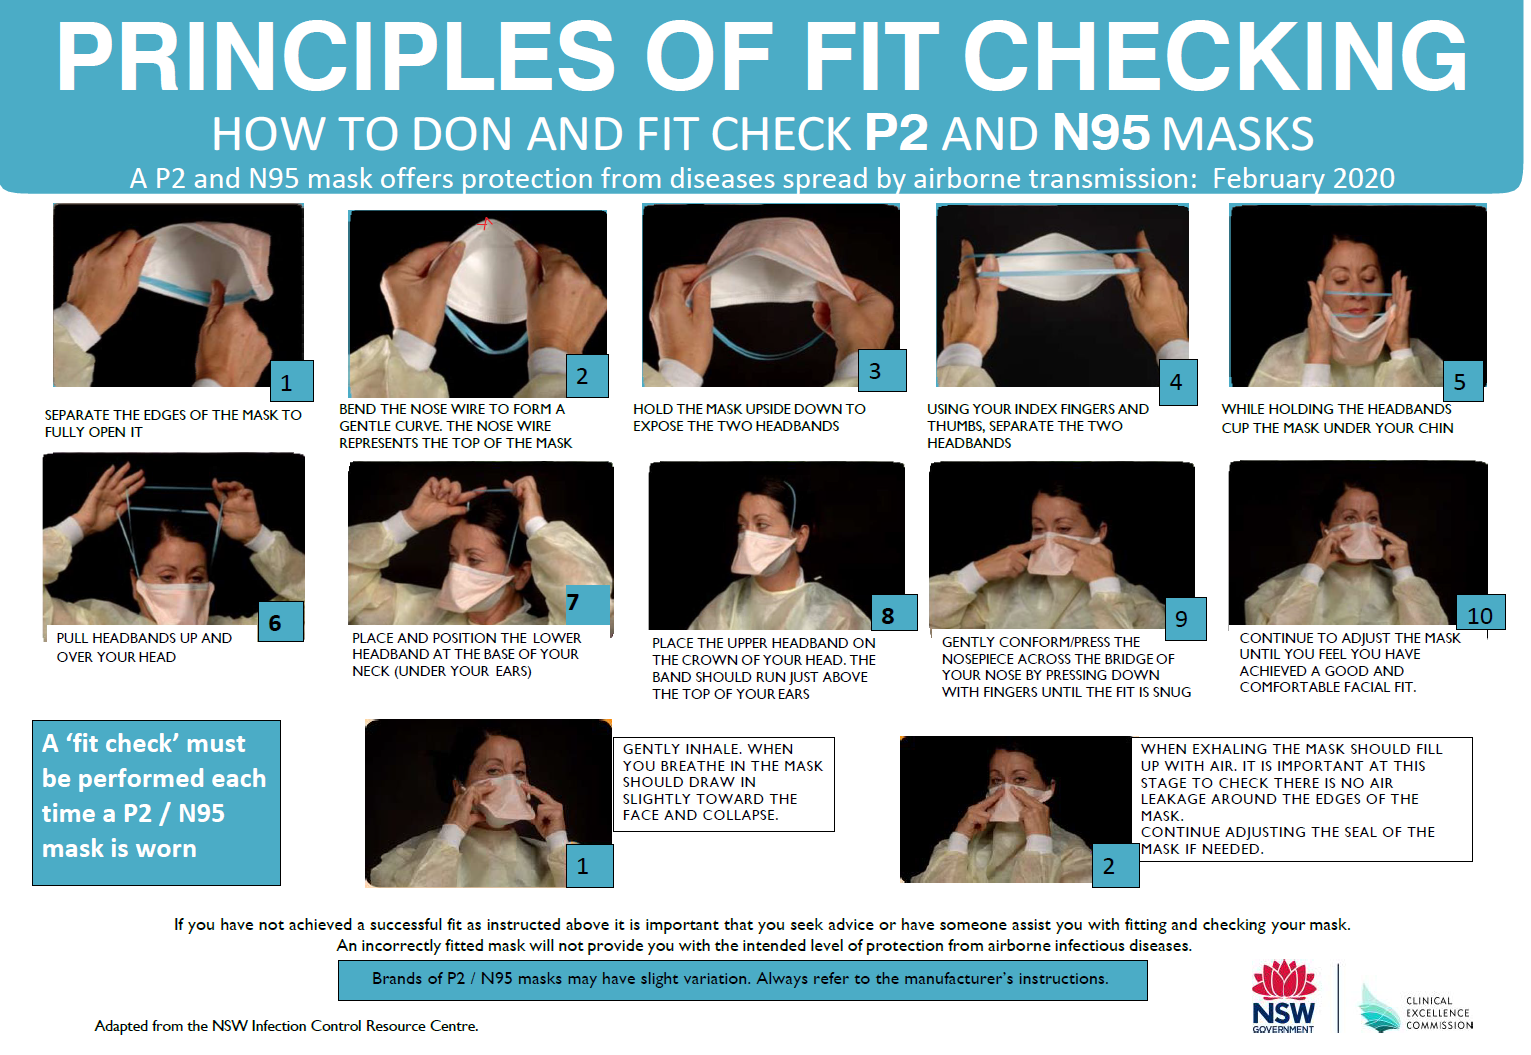 PRINCIPLES OF FIT CHECKING
HOW TO DON AND FIT CHECK P2 AND N95 MASKS
A P2 and N95 mask offers protection from diseases spread by airborne transmission: February 2020
1
SEPARATE THE EDGES OF THE MASK TO
FULLY OPEN IT
2
BEND THE NOSE WIRE TO FORM A
GENTLE CURVE. THE NOSE WIRE
REPRESENTS THE TOP OF THE MASK
3
HOLD THE MASK UPSIDE DOWN TO
EXPOSE THE TWO HEADBANDS
4
USING YOUR INDEX FINGERS AND
THUMBS, SEPARATE THE TWO
HEADBANDS
5
WHILE HOLDING THE HEADBANDS
CUP THE MASK UNDER YOUR CHIN
6
PULL HEADBANDS UP AND
OVER YOUR HEAD
7
PLACE AND POSITION THE LOWER
HEADBAND AT THE BASE OF YOUR
NECK (UNDER YOUR EARS)
8
PLACE THE UPPER HEADBAND ON
THE CROWN OF YOUR HEAD. THE
BAND SHOULD RUN JUST ABOVE
THE TOP OF YOUR EARS
9
GENTLY CONFORM/PRESS THE
NOSEPIECE ACROSS THE BRIDGE OF
YOUR NOSE BY PRESSING DOWN
WITH FINGERS UNTIL THE FIT IS SNUG
10
CONTINUE TO ADJUST THE MASK
UNTIL YOU FEEL YOU HAVE
ACHIEVED A GOOD AND
COMFORTABLE FACIAL FIT.
A ‘fit check’ must
be performed each
time a P2 / N95
mask is worn
1
GENTLY INHALE. WHEN
YOU BREATHE IN THE MASK
SHOULD DRAW IN
SLIGHTLY TOWARD THE
FACE AND COLLAPSE.
2
WHEN EXHALING THE MASK SHOULD FILL
UP WITH AIR. IT IS IMPORTANT AT THIS
STAGE TO CHECK THERE IS NO AIR
LEAKAGE AROUND THE EDGES OF THE
MASK.
CONTINUE ADJUSTING THE SEAL OF THE
MASK IF NEEDED.
If you have not achieved a successful fit as instructed above it is important that you seek advice or have someone assist you with fitting and checking your mask.
An incorrectly fitted mask will not provide you with the intended level of protection from airborne infectious diseases.
Brands of P2 / N95 masks may have slight variation. Always refer to the manufacturer’s instructions.
Adapted from the NSW Infection Control Resource Centre.
NSW
GOVERNMENT
CLINICAL
EXCELLENCE
COMMISSION